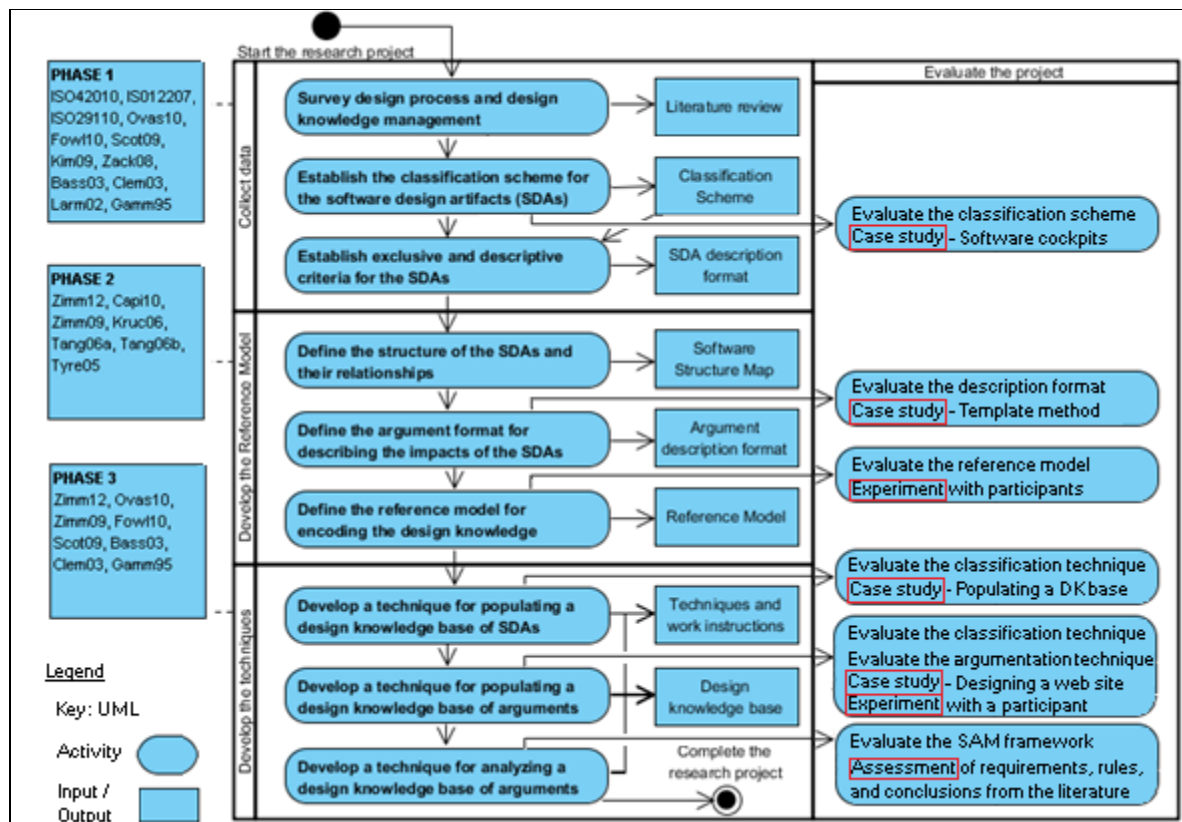 Start the research project
Evaluate the project
PHASE 1
ISO42010, IS012207,
ISO29110, Ovas10,
Fowl10, Scot09,
Kim09, Zack08,
Bass03, Clem03,
Larm02, Gamm95
PHASE 2
Zimm12, Capi10,
Zimm09, Kruc06,
Tang06a, Tang06b,
Tyre05
PHASE 3
Zimm12, Ovas10,
Zimm09, Fowl10,
Scot09, Bass03,
Clem03, Gamm95
Legend
Key: UML
Activity
Input /
Output
Collect data
Survey design process and design
knowledge management
Literature review
Establish the classification scheme for
the software design artifacts (SDAs)
Classification
Scheme
Establish exclusive and descriptive
criteria for the SDAs
SDA description
format
Develop the Reference Model
Define the structure of the SDAs and
their relationships
Software
Structure Map
Define the argument format for
describing the impacts of the SDAs
Argument
description format
Define the reference model for
encoding the design knowledge
Reference Model
Develop the techniques
Develop a technique for populating a
design knowledge base of SDAs
Techniques and
work instructions
Develop a technique for populating a
design knowledge base of arguments
Design
knowledge base
Develop a technique for analyzing a
design knowledge base of arguments
Complete the
research project
Evaluate the classification scheme
Case study - Software cockpits
Evaluate the description format
Case study - Template method
Evaluate the reference model
Experiment with participants
Evaluate the classification technique
Case study - Populating a DK base
Evaluate the classification technique
Evaluate the argumentation technique
Case study - Designing a web site
Experiment with a participant
Evaluate the SAM framework
Assessment of requirements, rules,
and conclusions from the literature